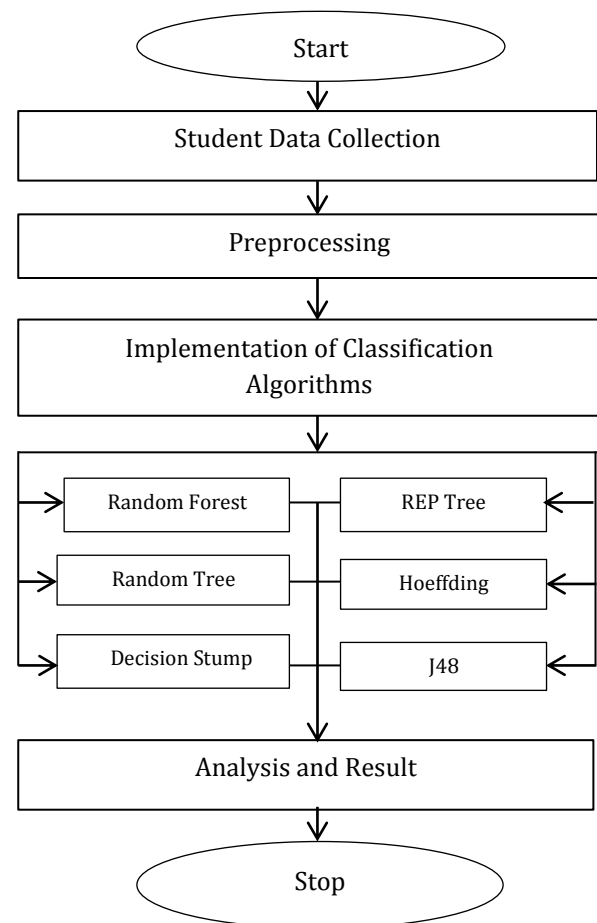 Start
Student Data Collection
Preprocessing
Implementation of Classification
Algorithms
Random Forest
REP Tree
Random Tree
Hoeffding
Decision Stump
J48
Analysis and Result
Stop